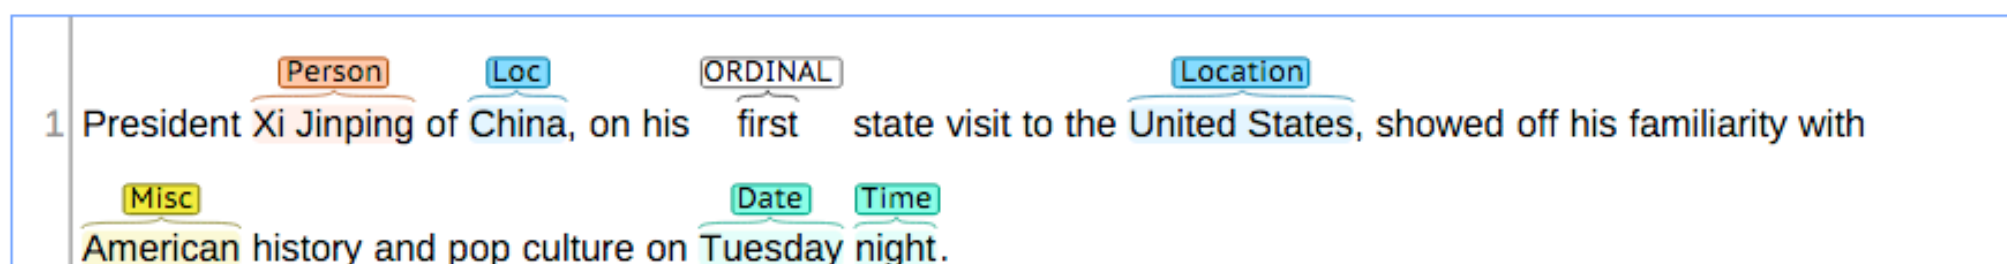 Person Loc ORDINAL Location
1 President Xi Jinping of China, on his first state visit to the United States, showed off his familiarity with
Misc Date Time
American history and pop culture on Tuesday night.